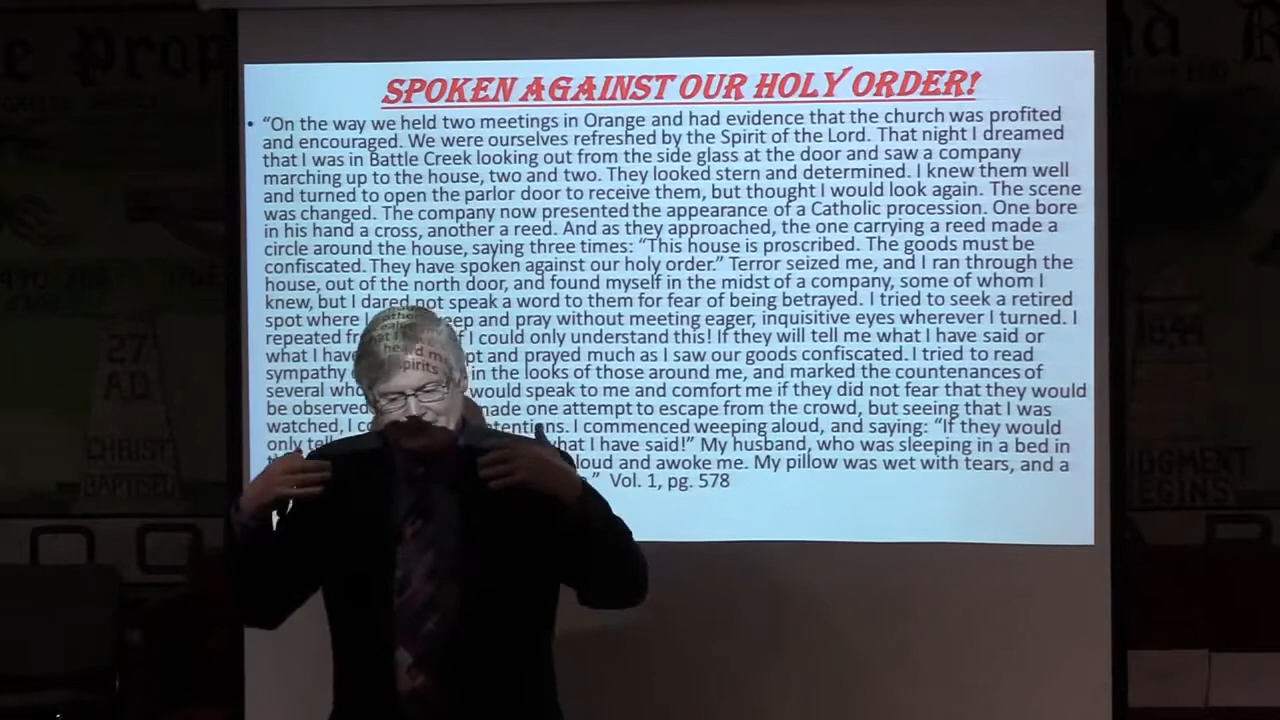 SPOKEN AGAINST OUR HOLY ORDER!
• “On the way we held two meetings in Orange and had evidence that the church was profited
and encouraged. We were ourselves refreshed by the Spirit of the Lord. That night I dreamed
that I was in Battle Creek looking out from the side glass at the door and saw a company
marching up to the house, two and two. They looked stern and determined. I knew them well
and turned to open the parlor door to receive them, but thought I would look again. The scene
was changed. The company now presented the appearance of a Catholic procession. One bore
in his hand a cross, another a reed. And as they approached, the one carrying a reed made a
circle around the house, saying three times: “This house is proscribed. The goods must be
confiscated. They have spoken against our holy order.” Terror seized me, and I ran through the
house, out of the north door, and found myself in the midst of a company, some of whom I
knew, but I dared not speak a word to them for fear of being betrayed. I tried to seek a retired
spot where I eep and pray without meeting eager, inquisitive eyes wherever I turned. I
repeated f I could only understand this! If they will tell me what I have said or
what I have pt and prayed much as I saw our goods confiscated. I tried to read
sympathy in the looks of those around me, and marked the countenances of
several would speak to me and comfort me if they did not fear that they would
be observed made one attempt to escape from the crowd, but seeing that I was
watched, I tentions. I commenced weeping aloud, and saying: “If they would
only tell what I have said!” My husband, who was sleeping in a bed in
loud and awoke me. My pillow was wet with tears, and a
” Vol. 1, pg. 578
heard me
spirits
27
A.D.
CHRIST
BAPTISED
1844
JUDGMENT
BEGINS